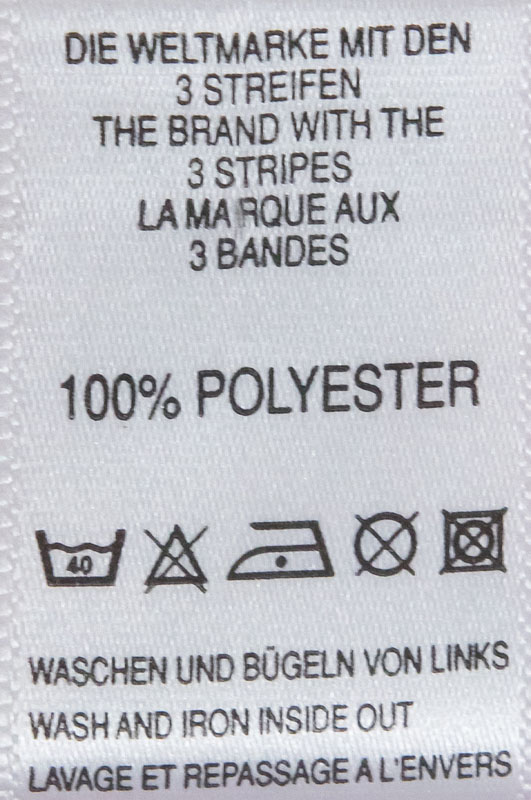 DIE WELTMARKE MIT DEN
3 STREIFEN
THE BRAND WITH THE
3 STRIPES
LA MARQUE AUX
3 BANDES
100% POLYESTER
40
WASCHEN UND BÜGELN VON LINKS
WASH AND IRON INSIDE OUT
LAVAGE ET REPASSAGE A L'ENVERS